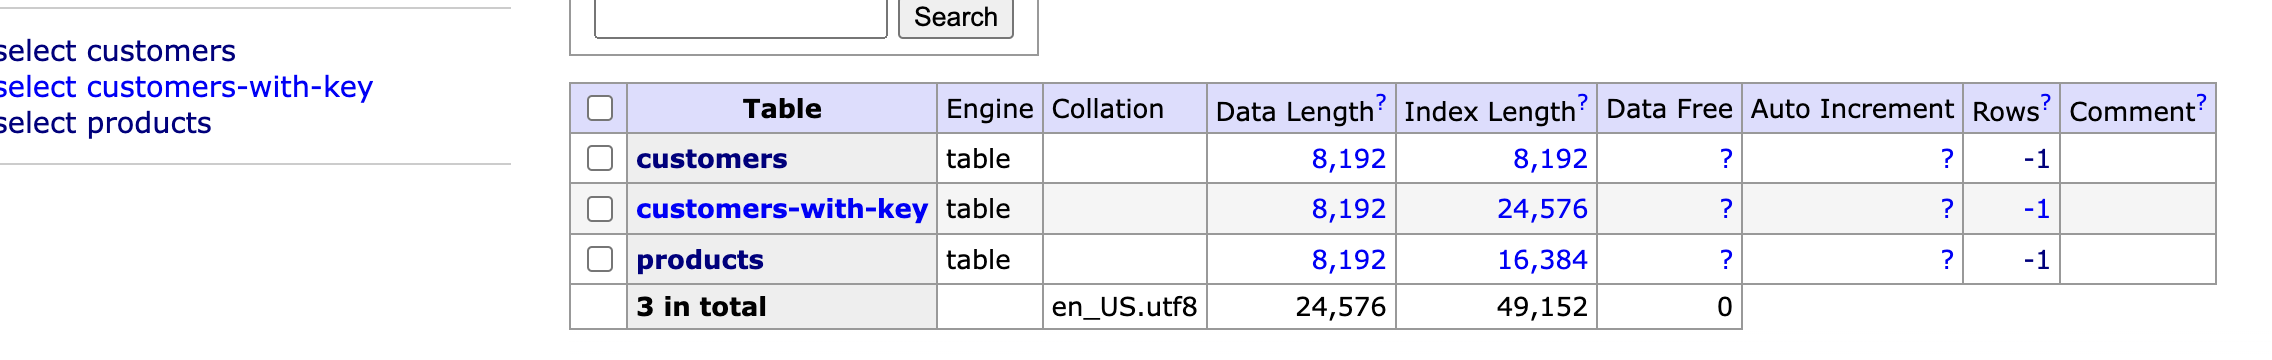 Search
select customers
select customers-with-key
select products
Table Engine Collation Data Length? Index Length? Data Free Auto Increment Rows? Comment?
customers table 8,192 8,192 ? ? -1
customers-with-key table 8,192 24,576 ? ? -1
products table 8,192 16,384 ? ? -1
3 in total en_US.utf8 24,576 49,152 0